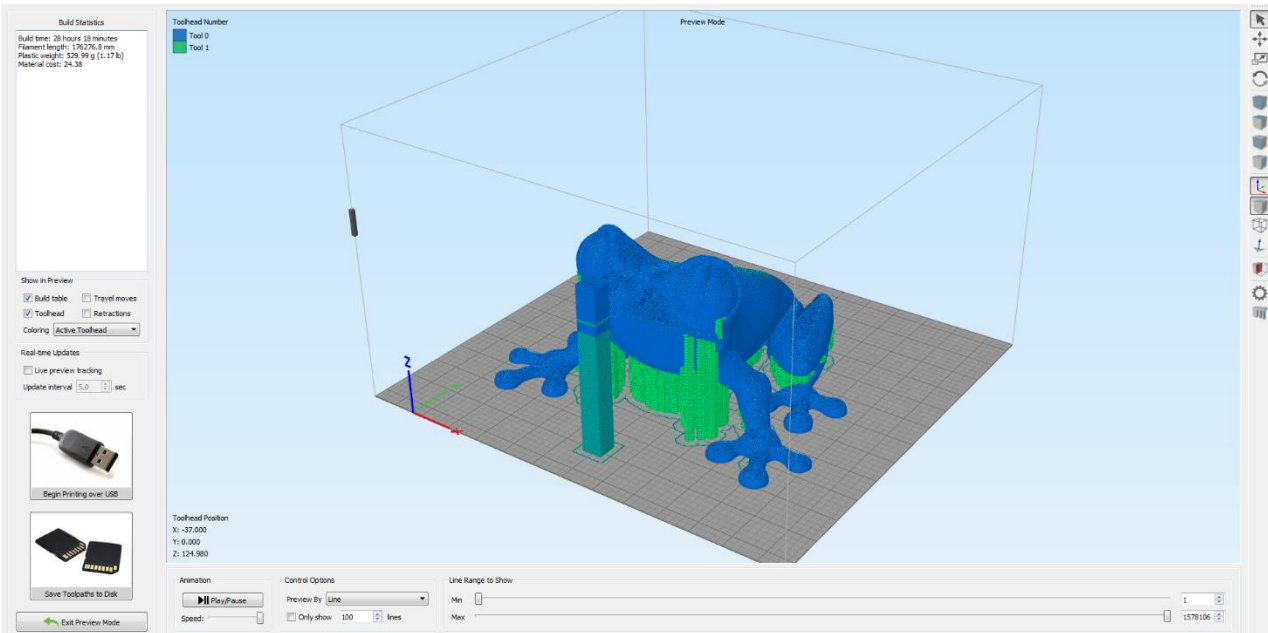 Build Statistics
Build time: 28 hours 18 minutes
Filament length: 176276.8 mm
Plastic weight: 529.99 g (1.17 lb)
Material cost: 24.38
Show in Preview
Build table
Travel moves
Toolhead
Retractions
Coloring Active Toolhead
Real-time Updates
Live preview tracking
Update interval 5.0 sec
Begin Printing over USB
Save Toolpaths to Disk
Exit Preview Mode
Toolhead Number
Tool 0
Tool 1
Preview Mode
Z
X
Toolhead Position
X: -37.000
Y: 0.000
Z: 124.980
Animation
Play/Pause
Speed:
Control Options
Preview By Line
Only show 100 lines
Line Range to Show
Min 1
Max 1578106